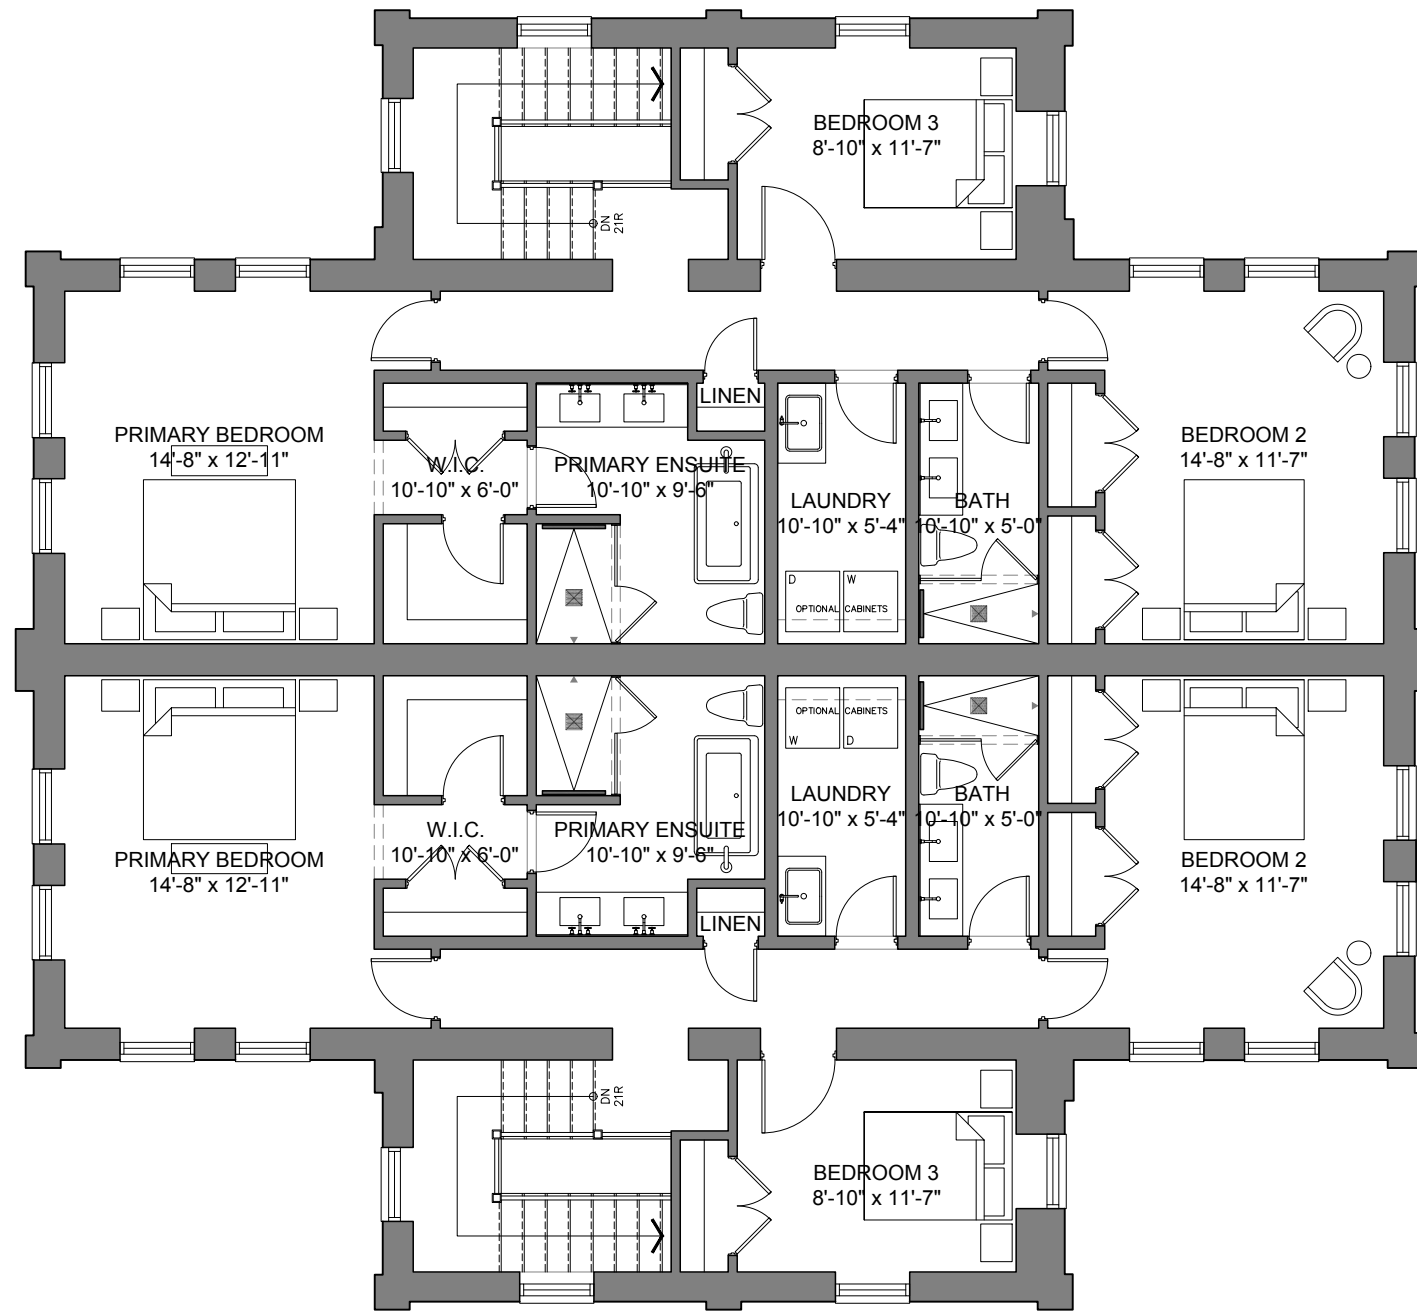 BEDROOM 3
8'-10" x 11'-7"
DN
21R
PRIMARY BEDROOM
14'-8" x 12'-11"
W.I.C.
10'-10" x 6'-0"
PRIMARY ENSUITE
10'-10" x 9'-6"
LINEN
LAUNDRY
10'-10" x 5'-4"
D
W
OPTIONAL CABINETS
BATH
10'-10" x 5'-0"
BEDROOM 2
14'-8" x 11'-7"
PRIMARY BEDROOM
14'-8" x 12'-11"
W.I.C.
10'-10" x 6'-0"
PRIMARY ENSUITE
10'-10" x 9'-6"
LINEN
OPTIONAL CABINETS
W
D
LAUNDRY
10'-10" x 5'-4"
BATH
10'-10" x 5'-0"
BEDROOM 2
14'-8" x 11'-7"
DN
21R
BEDROOM 3
8'-10" x 11'-7"